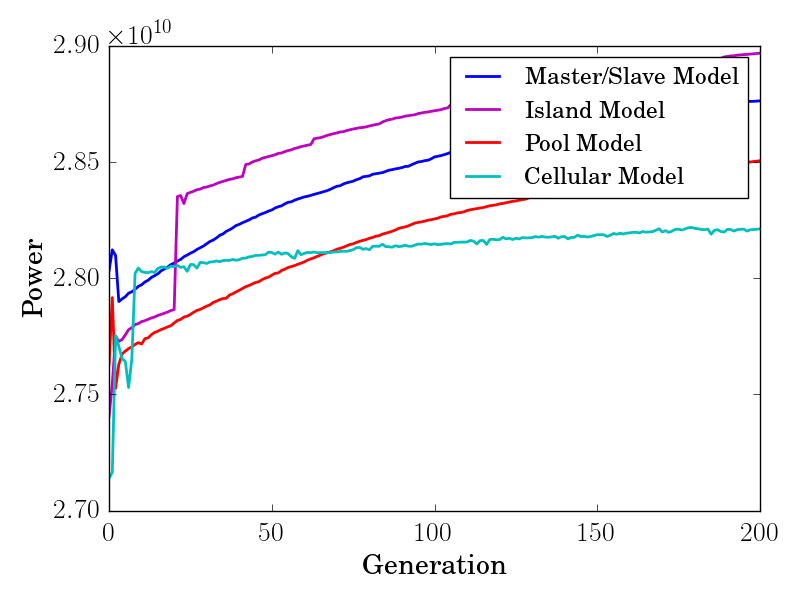 ×10^10
2.90
2.85
2.80
2.75
2.70
0
50
100
150
200
Power
Generation
Master/Slave Model
Island Model
Pool Model
Cellular Model